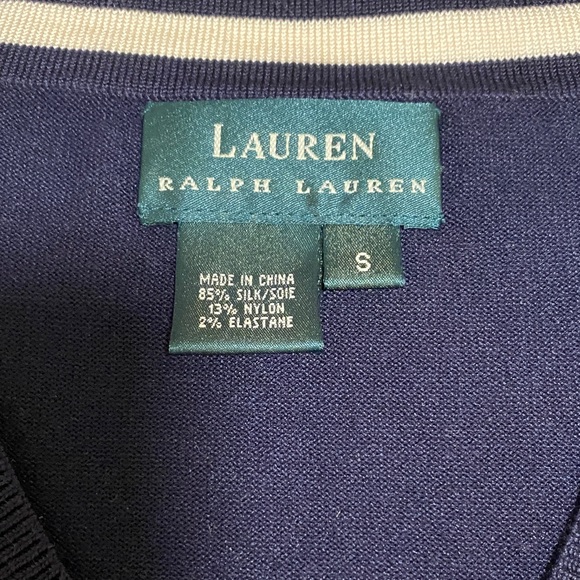 LAUREN
RALPH LAUREN
S
MADE IN CHINA
85% SILK/SOIE
13% NYLON
2% ELASTANE